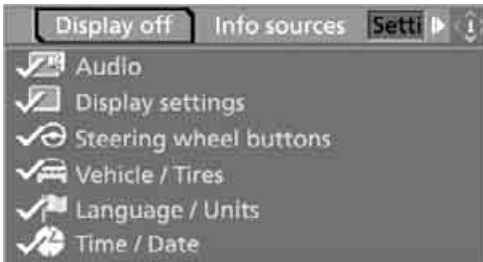 Display off Info sources Setti
Audio
Display settings
Steering wheel buttons
Vehicle / Tires
Language / Units
Time / Date